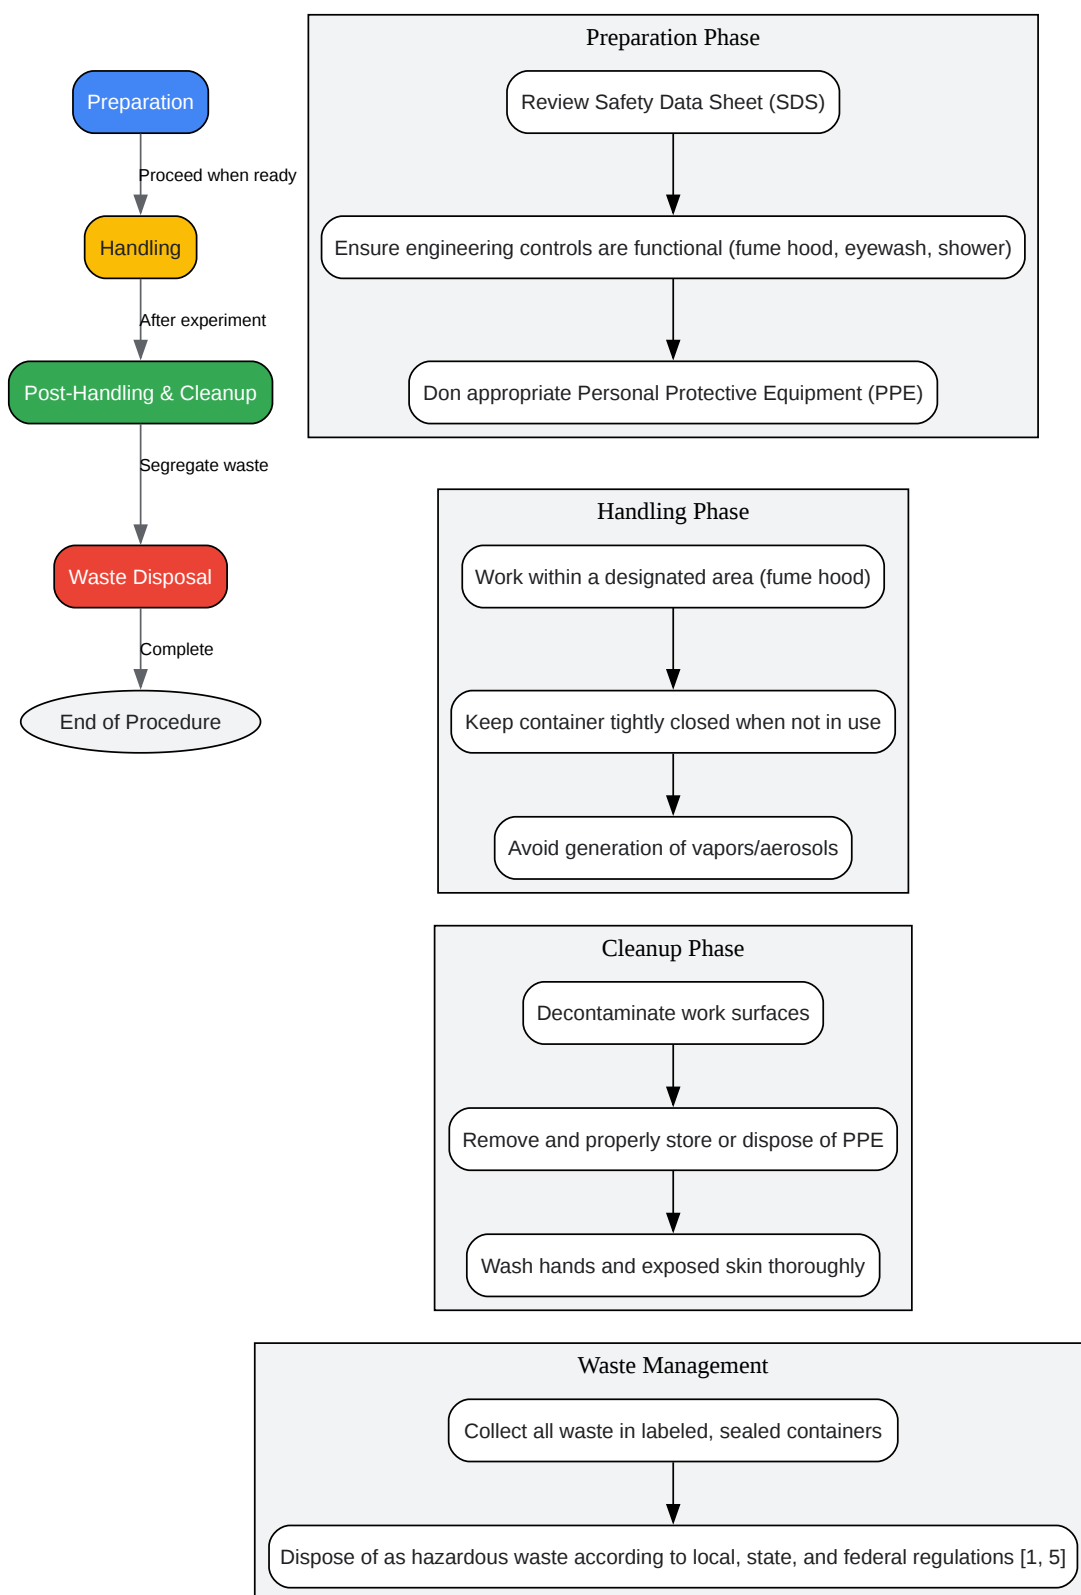 Preparation
Proceed when ready
Handling
After experiment
Post-Handling & Cleanup
Segregate waste
Waste Disposal
Complete
End of Procedure
Preparation Phase
Review Safety Data Sheet (SDS)
Ensure engineering controls are functional (fume hood, eyewash, shower)
Don appropriate Personal Protective Equipment (PPE)
Handling Phase
Work within a designated area (fume hood)
Keep container tightly closed when not in use
Avoid generation of vapors/aerosols
Cleanup Phase
Decontaminate work surfaces
Remove and properly store or dispose of PPE
Wash hands and exposed skin thoroughly
Waste Management
Collect all waste in labeled, sealed containers
Dispose of as hazardous waste according to local, state, and federal regulations [1, 5]